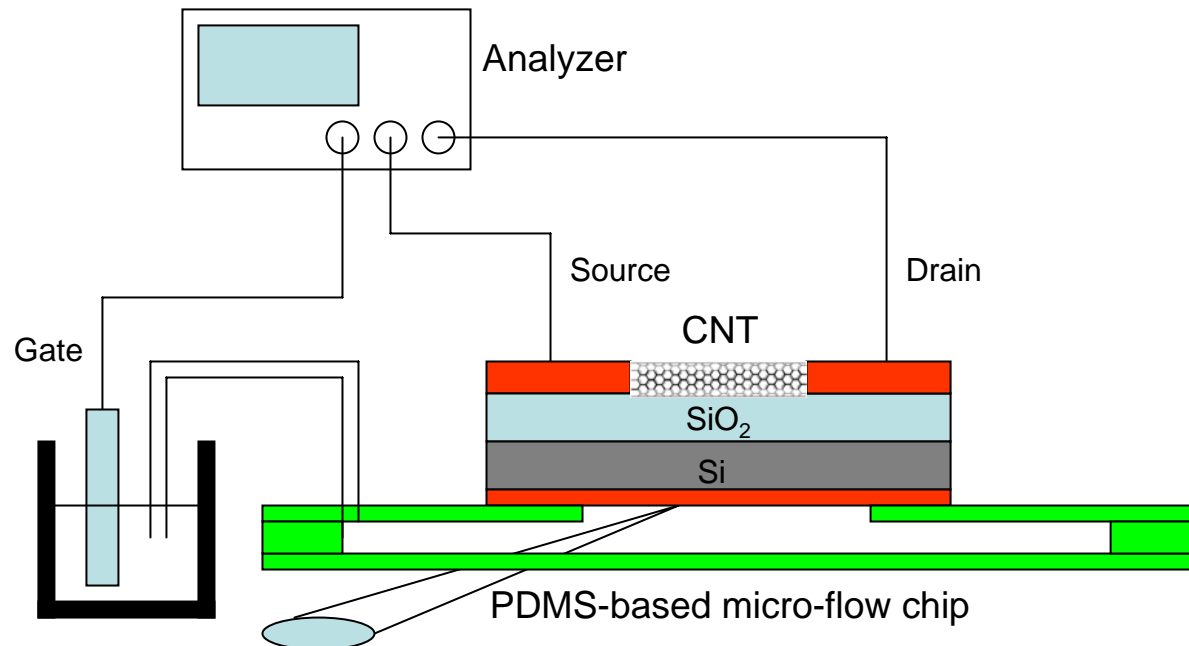 Analyzer
Source
Drain
CNT
Gate
SiO₂
Si
PDMS-based micro-flow chip